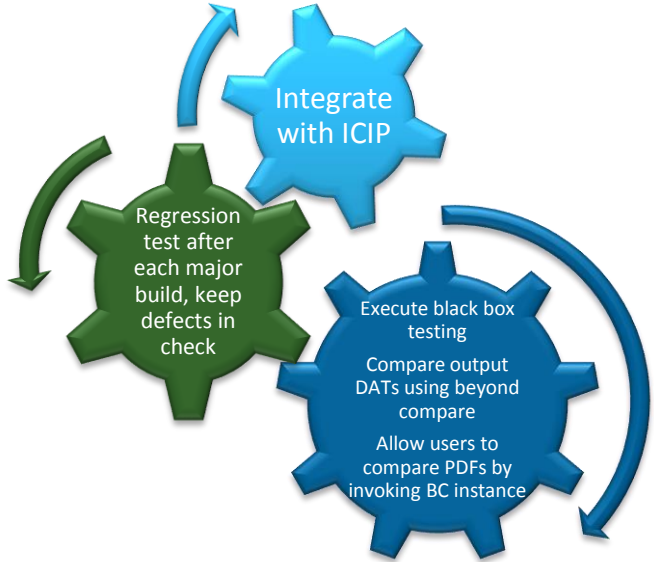 Integrate
with ICIP
Regression
test after
each major
build, keep
defects in
check
Execute black box
testing
Compare output
DATs using beyond
compare
Allow users to
compare PDFs by
invoking BC instance